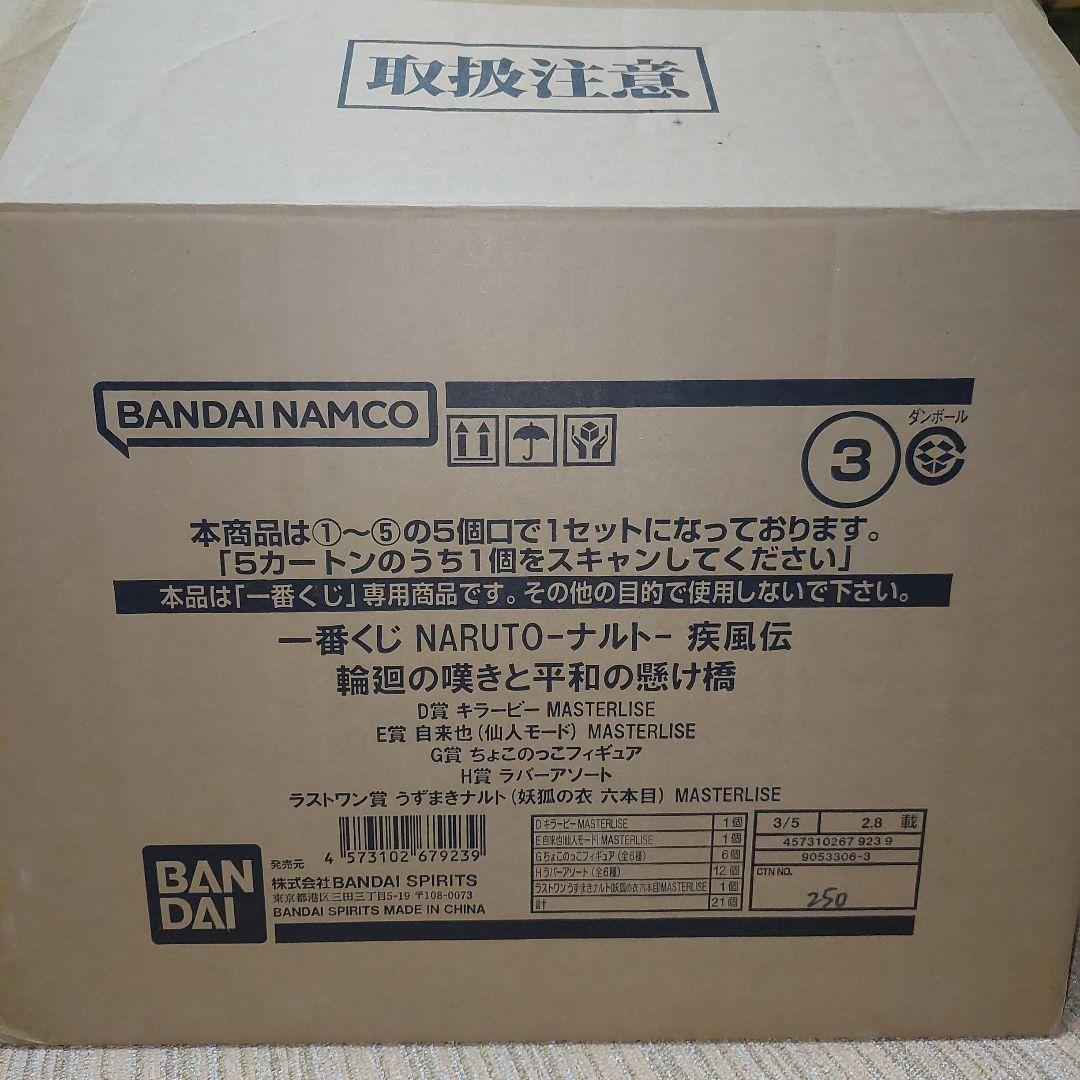 取扱注意
BANDAI NAMCO
3
ダンボール
本商品は①～⑤の5個口で1セットになっております。
「5カートンのうち1個をスキャンしてください」
本品は「一番くじ」専用商品です。その他の目的で使用しないで下さい。
一番くじ NARUTO-ナルト- 疾風伝
輪廻の嘆きと平和の懸け橋
D賞 キラービー MASTERLISE
E賞 自来也(仙人モード) MASTERLISE
G賞 ちょこのっこフィギュア
H賞 ラバーアソート
ラストワン賞 うずまきナルト(妖狐の衣 六本目) MASTERLISE
4 573102 679239
Dキラービー MASTERLISE 1個
E自来也(仙人モード) MASTERLISE 1個
Gちょこのっこフィギュア(全6種) 6個
Hラバーアソート(全6種) 12個
ラストワンうずまきナルト(妖狐の衣六本目)MASTERLISE 1個
計 21個
3/5 2.8 載
457310267 923 9
9053306-3
CTN NO.
250
BAN
DAI
発売元
株式会社BANDAI SPIRITS
東京都港区三田三丁目5-19 〒108-0073
BANDAI SPIRITS MADE IN CHINA